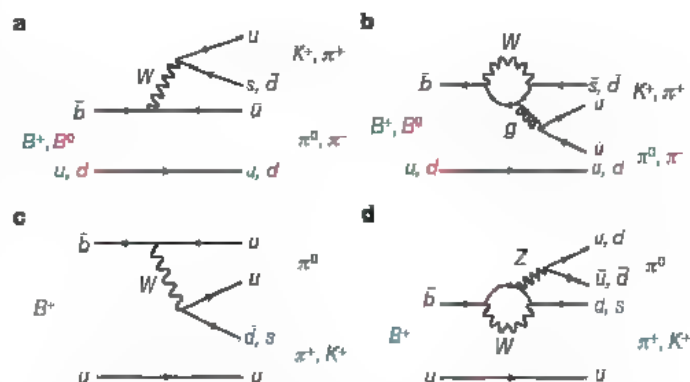 a
u
K⁺, π⁺
W
s, d̄
b̄
ū
B⁺, B⁰
π⁰, π⁻
u, d
u, d
b
W
b̄
s̄, d̄
u
K⁺, π⁺
g
B⁺, B⁰
π⁰, π⁻
u, d
u, d
c
b̄
u
W
u
π⁰
B⁺
d̄, s
π⁺, K⁺
u
u
d
u, d
Z
π⁰
ū, d̄
b̄
d, s
W
B⁺
π⁺, K⁺
u
u